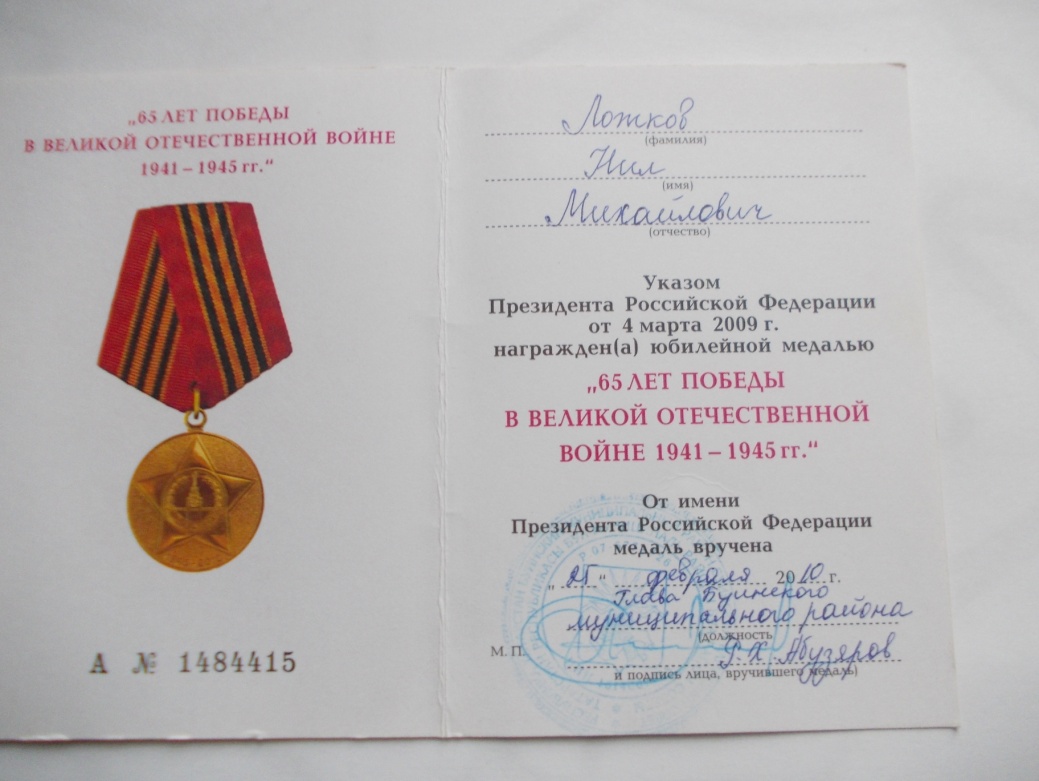 „65 ЛЕТ ПОБЕДЫ
В ВЕЛИКОЙ ОТЕЧЕСТВЕННОЙ ВОЙНЕ
1941 – 1945 гг.“
А № 1484415
Лотков
(фамилия)
Нил
(имя)
Михайлович
(отчество)
Указом
Президента Российской Федерации
от 4 марта 2009 г.
награжден(а) юбилейной медалью
„65 ЛЕТ ПОБЕДЫ
В ВЕЛИКОЙ ОТЕЧЕСТВЕННОЙ
ВОЙНЕ 1941 – 1945 гг.“
От имени
Президента Российской Федерации
медаль вручена
„25“ февраля 2010 г.
Глава Буинского
муниципального района
(должность
М. П.
Р.Х. Абузяров
и подпись лица, вручившего медаль)